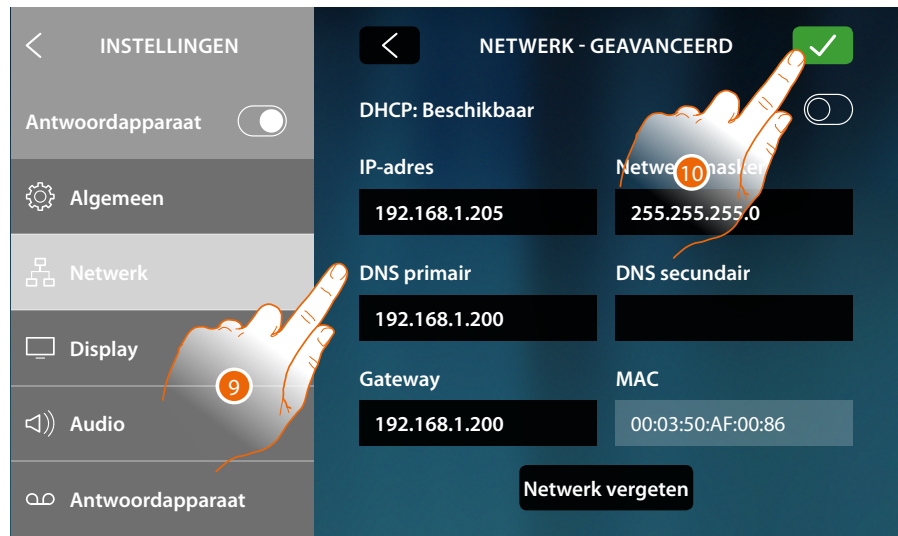 INSTELLINGEN
Antwoordapparaat
Algemeen
Netwerk
Display
Audio
Antwoordapparaat
9
NETWERK - GEAVANCEERD
DHCP: Beschikbaar
10
IP-adres
192.168.1.205
Netwerkmasker
255.255.255.0
DNS primair
192.168.1.200
DNS secundair
Gateway
192.168.1.200
MAC
00:03:50:AF:00:86
Netwerk vergeten